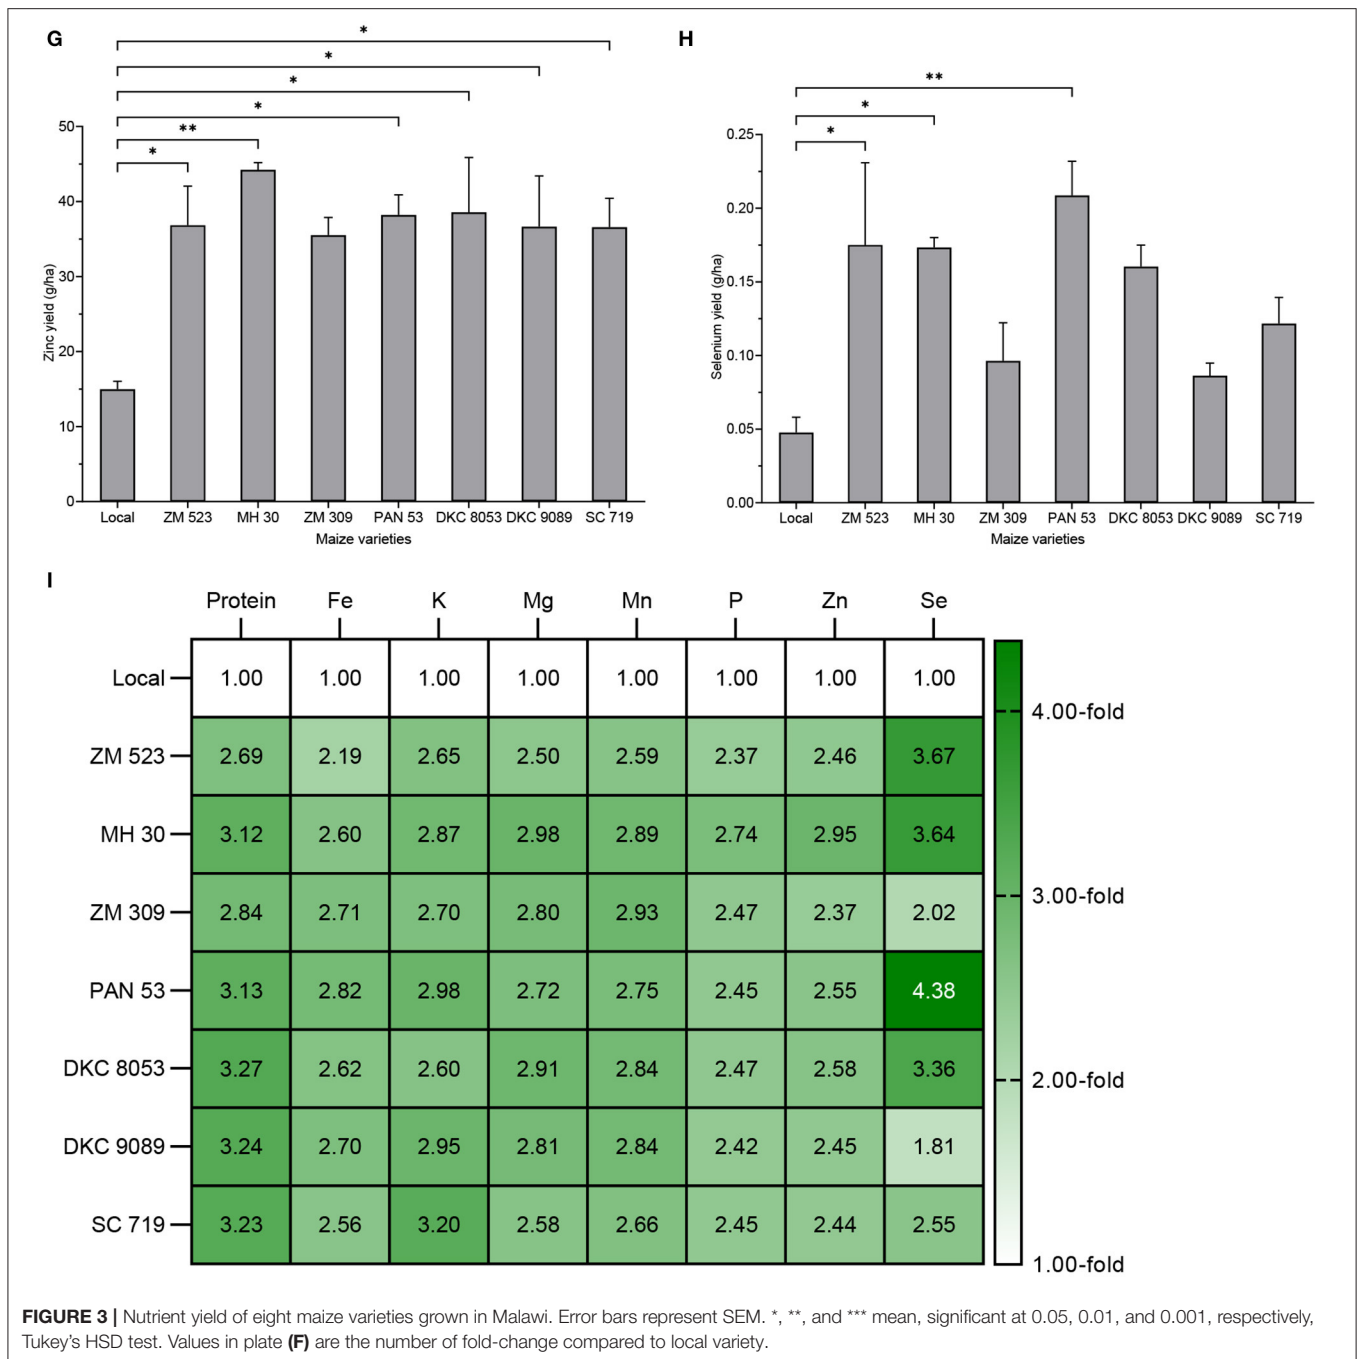 G
*
*
*
*
**
*
50
40
30
20
10
0
Zinc yield (g/ha)
Local ZM 523 MH 30 ZM 309 PAN 53 DKC 8053 DKC 9089 SC 719
Maize varieties
H
**
*
*
0.25
0.20
0.15
0.10
0.05
0.00
Selenium yield (g/ha)
Local ZM 523 MH 30 ZM 309 PAN 53 DKC 8053 DKC 9089 SC 719
Maize varieties
I
Protein Fe K Mg Mn P Zn Se
Local 1.00 1.00 1.00 1.00 1.00 1.00 1.00 1.00
ZM 523 2.69 2.19 2.65 2.50 2.59 2.37 2.46 3.67
MH 30 3.12 2.60 2.87 2.98 2.89 2.74 2.95 3.64
ZM 309 2.84 2.71 2.70 2.80 2.93 2.47 2.37 2.02
PAN 53 3.13 2.82 2.98 2.72 2.75 2.45 2.55 4.38
DKC 8053 3.27 2.62 2.60 2.91 2.84 2.47 2.58 3.36
DKC 9089 3.24 2.70 2.95 2.81 2.84 2.42 2.45 1.81
SC 719 3.23 2.56 3.20 2.58 2.66 2.45 2.44 2.55
4.00-fold
3.00-fold
2.00-fold
1.00-fold
FIGURE 3 | Nutrient yield of eight maize varieties grown in Malawi. Error bars represent SEM. *, **, and *** mean, significant at 0.05, 0.01, and 0.001, respectively,
Tukey's HSD test. Values in plate (F) are the number of fold-change compared to local variety.